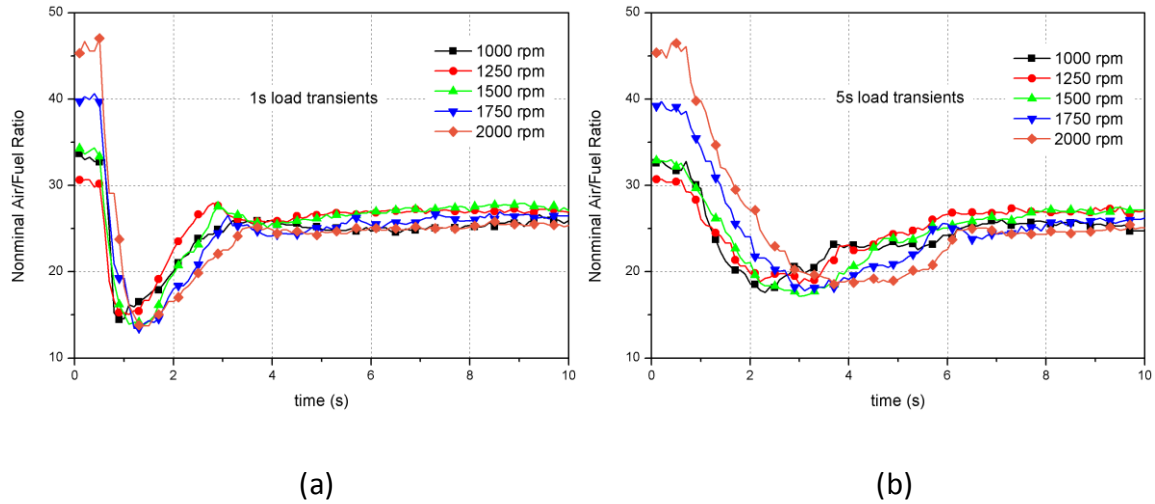 50
40
30
20
10
Nonminal Air/Fuel Ratio
1s load transients
1000 rpm
1250 rpm
1500 rpm
1750 rpm
2000 rpm
0 2 4 6 8 10
time (s)
(a)
50
40
30
20
10
Nonminal Air/Fuel Ratio
5s load transients
1000 rpm
1250 rpm
1500 rpm
1750 rpm
2000 rpm
0 2 4 6 8 10
time (s)
(b)